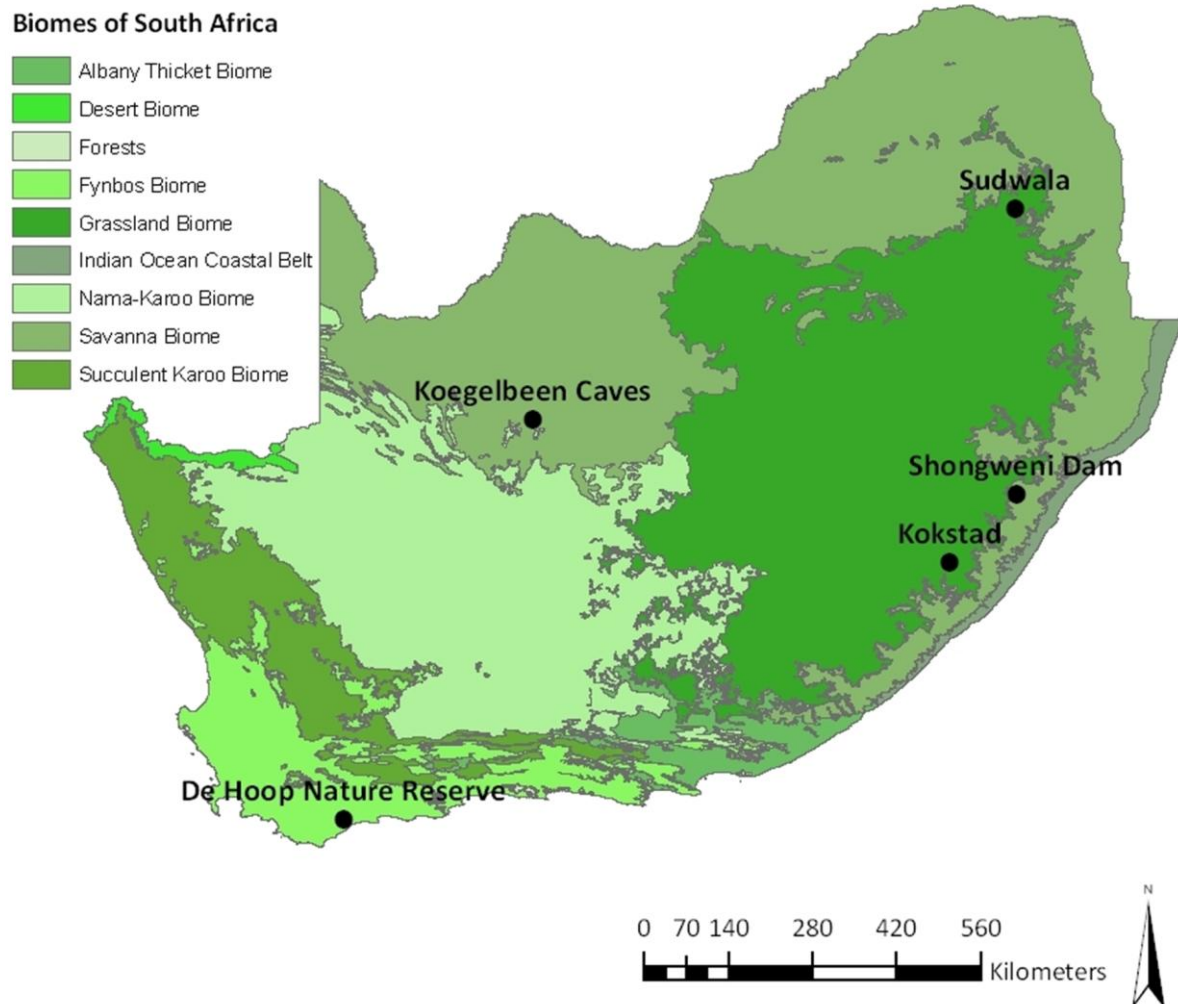 Biomes of South Africa
Albany Thicket Biome
Desert Biome
Forests
Fynbos Biome
Grassland Biome
Indian Ocean Coastal Belt
Nama-Karoo Biome
Savanna Biome
Succulent Karoo Biome
Sudwala
Koegelbeen Caves
Shongweni Dam
Kokstad
De Hoop Nature Reserve
N
0 70 140 280 420 560
Kilometers